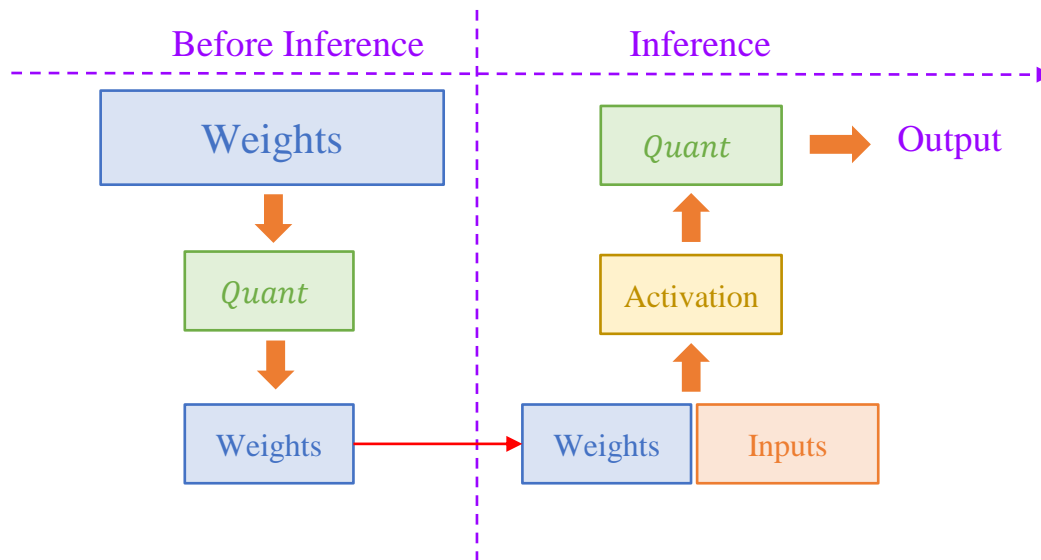 Before Inference
Inference
Weights
Quant
Weights
Quant
Output
Activation
Weights
Inputs